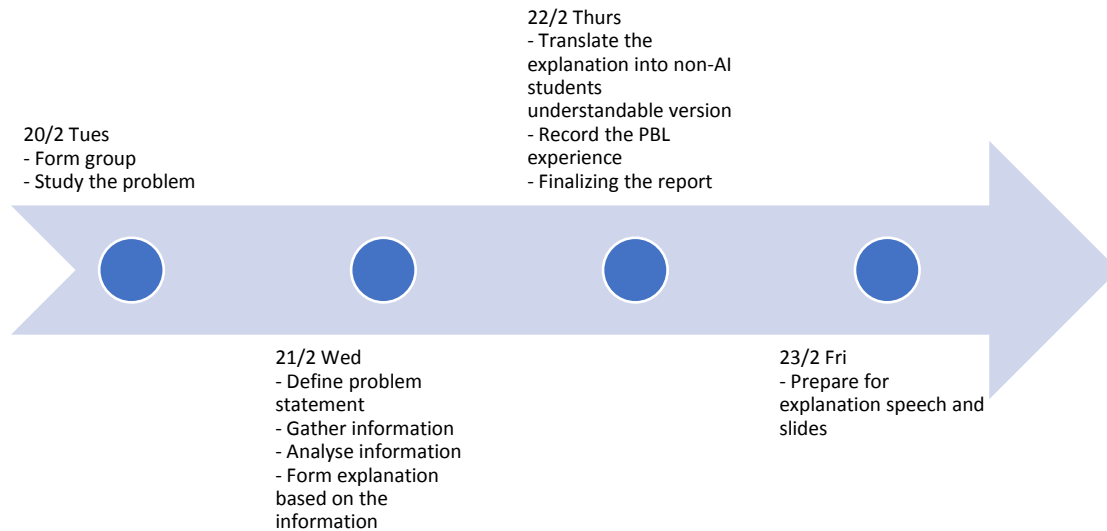 20/2 Tues
- Form group
- Study the problem
21/2 Wed
- Define problem
statement
- Gather information
- Analyse information
- Form explanation
based on the
information
22/2 Thurs
- Translate the
explanation into non-AI
students
understandable version
- Record the PBL
experience
- Finalizing the report
23/2 Fri
- Prepare for
explanation speech and
slides